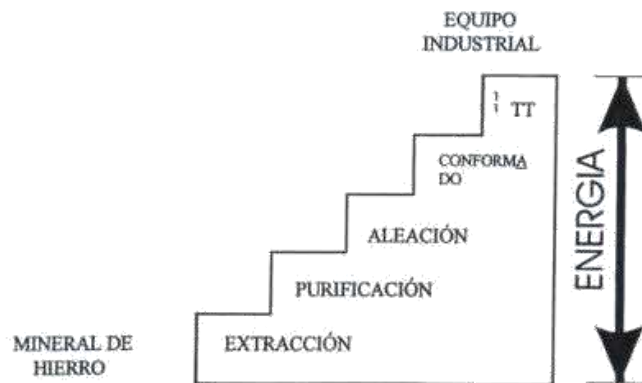 EQUIPO
INDUSTRIAL
TT
CONFORMA
DO
ALEACIÓN
PURIFICACIÓN
EXTRACCIÓN
MINERAL DE
HIERRO
ENERGIA